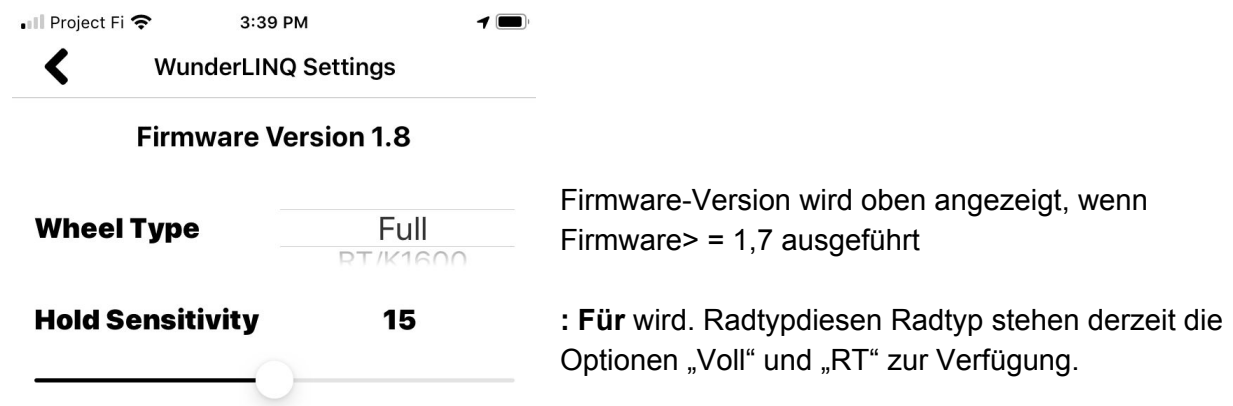 Project Fi 3:39 PM
WunderLINQ Settings
Firmware Version 1.8
Wheel Type Full
RT/K1600
Hold Sensitivity 15
Firmware-Version wird oben angezeigt, wenn
Firmware> = 1,7 ausgeführt
: Für wird. Radtypdiesen Radtyp stehen derzeit die
Optionen „Voll“ und „RT“ zur Verfügung.